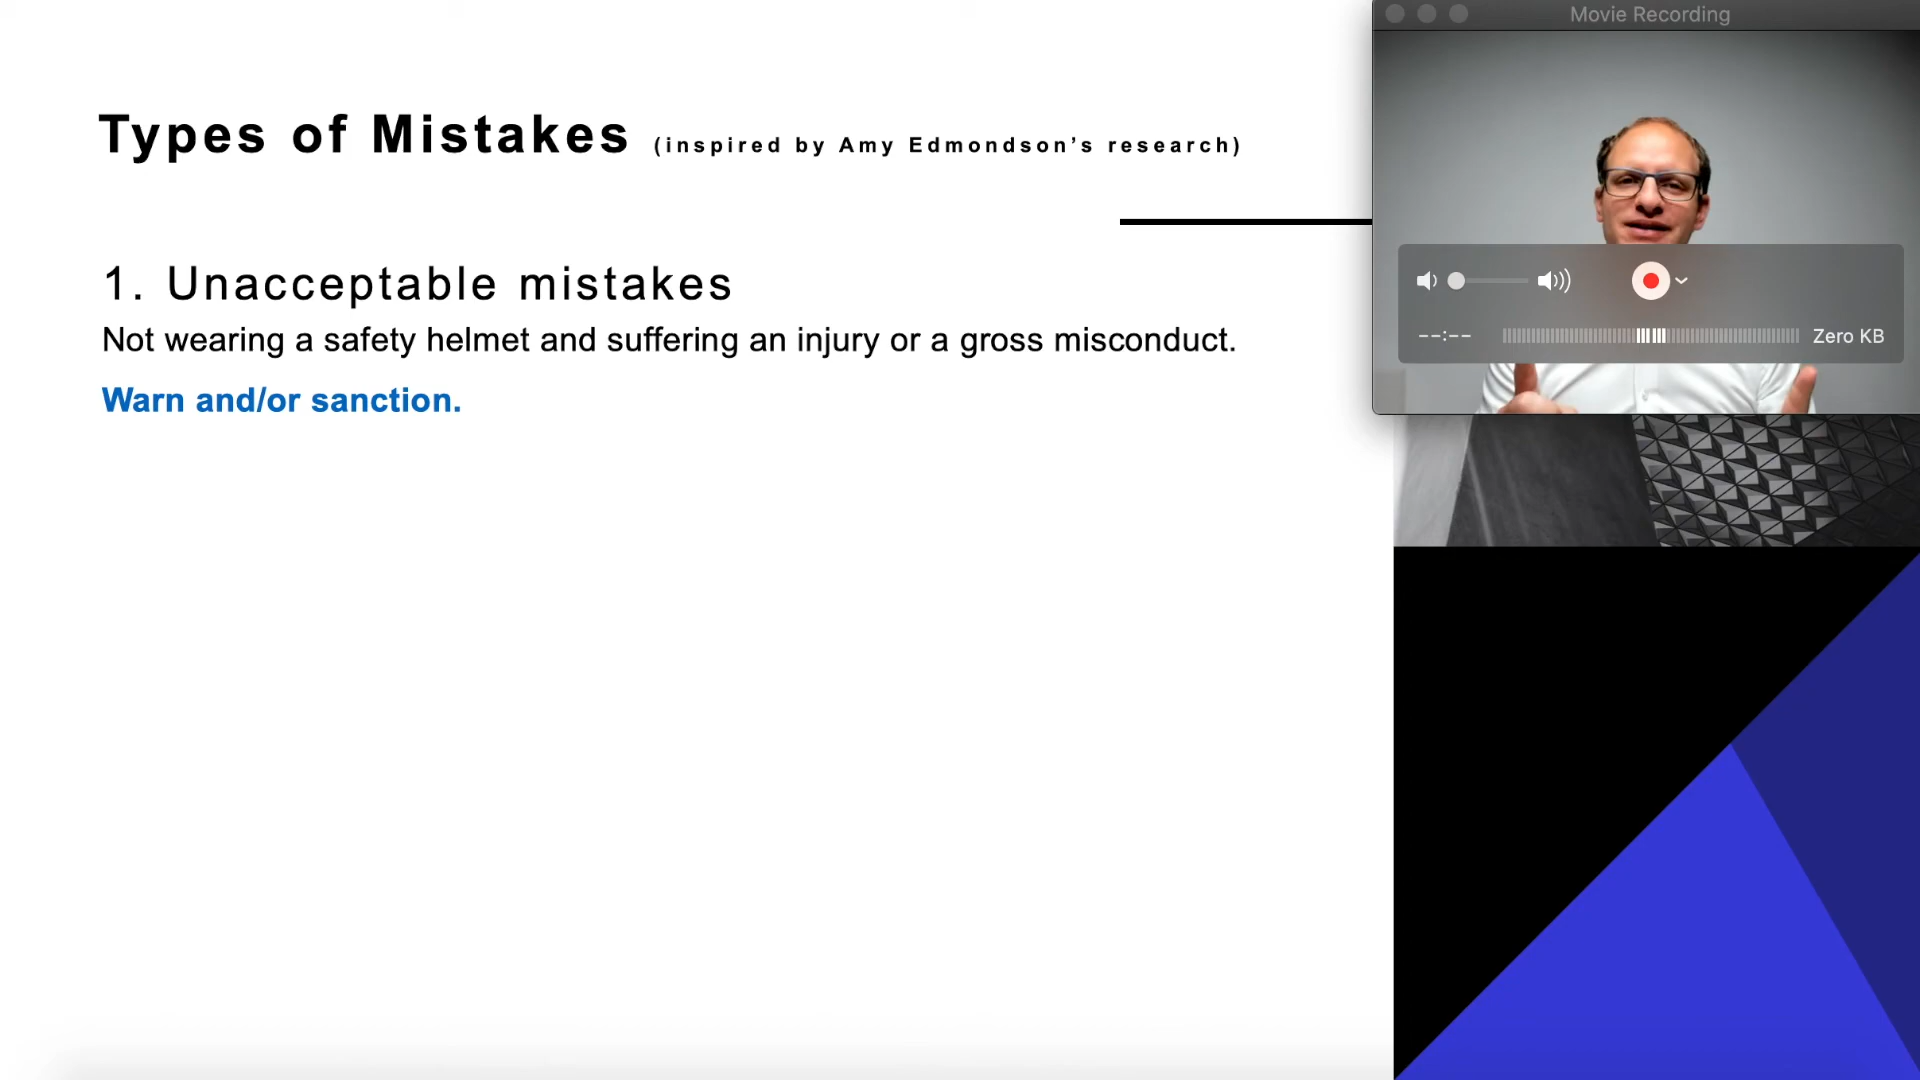 Movie Recording
Types of Mistakes (inspired by Amy Edmondson’s research)
1. Unacceptable mistakes
Not wearing a safety helmet and suffering an injury or a gross misconduct.
Warn and/or sanction.
--:--
Zero KB